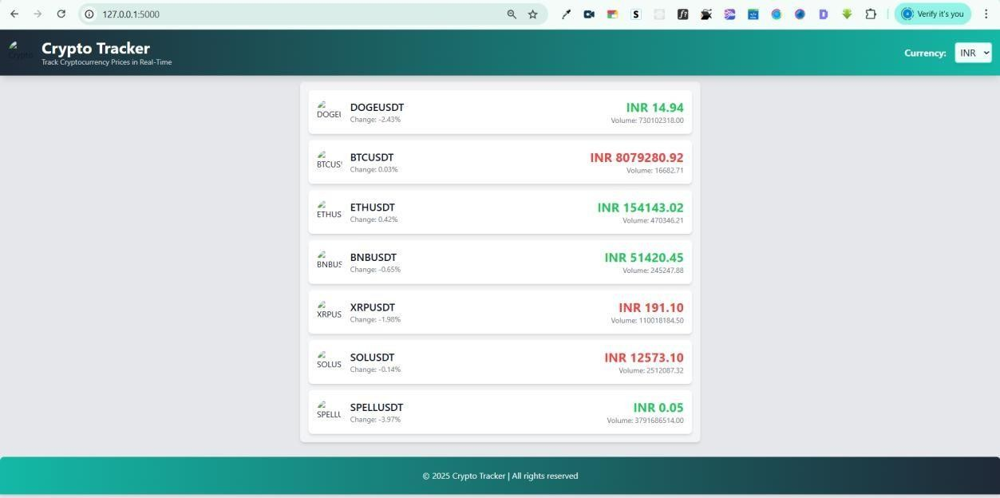 127.0.0.1:5000
Verify it's you
Crypto
Crypto Tracker
Track Cryptocurrency Prices in Real-Time
Currency: INR
DOGEU DOGEUSDT INR 14.94
Change: -2.43% Volume: 730102318.00
BTCUS BTCUSDT INR 8079280.92
Change: 0.03% Volume: 16682.71
ETHUS ETHUSDT INR 154143.02
Change: 0.42% Volume: 470346.21
BNBUS BNBUSDT INR 51420.45
Change: -0.65% Volume: 245247.88
XRPUS XRPUSDT INR 191.10
Change: -1.98% Volume: 110018184.50
SOLUS SOLUSDT INR 12573.10
Change: -0.14% Volume: 2512087.32
SPELLU SPELLUSDT INR 0.05
Change: -3.97% Volume: 3791686514.00
© 2025 Crypto Tracker | All rights reserved